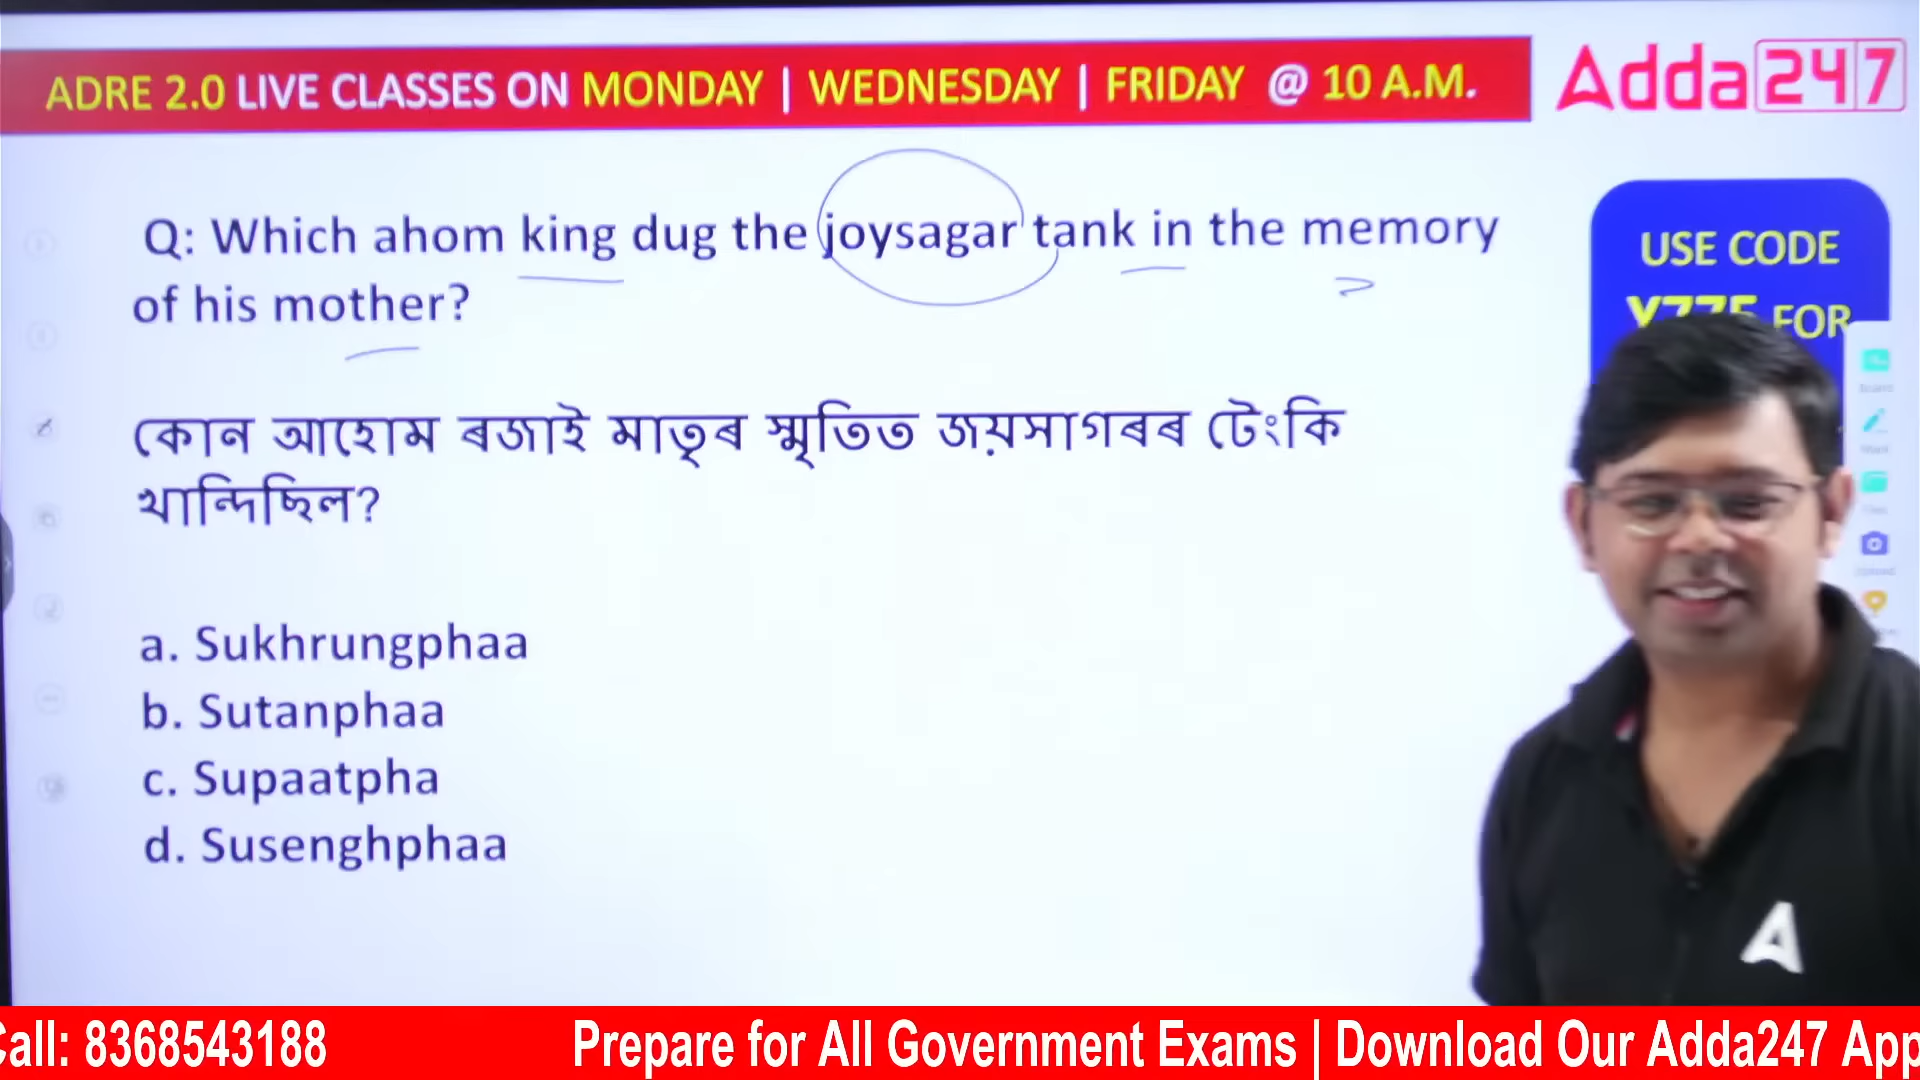 ADRE 2.0 LIVE CLASSES ON MONDAY | WEDNESDAY | FRIDAY @ 10 A.M.
Adda247
Q: Which ahom king dug the joysagar tank in the memory
of his mother?
USE CODE
Y775 FOR
কোন আহোম ৰজাই মাতৃৰ স্মৃতিত জয়সাগৰৰ টেংকি
খান্দিছিল?
a. Sukhrungphaa
b. Sutanphaa
c. Supaatpha
d. Susenghphaa
Call: 8368543188 Prepare for All Government Exams | Download Our Adda247 App